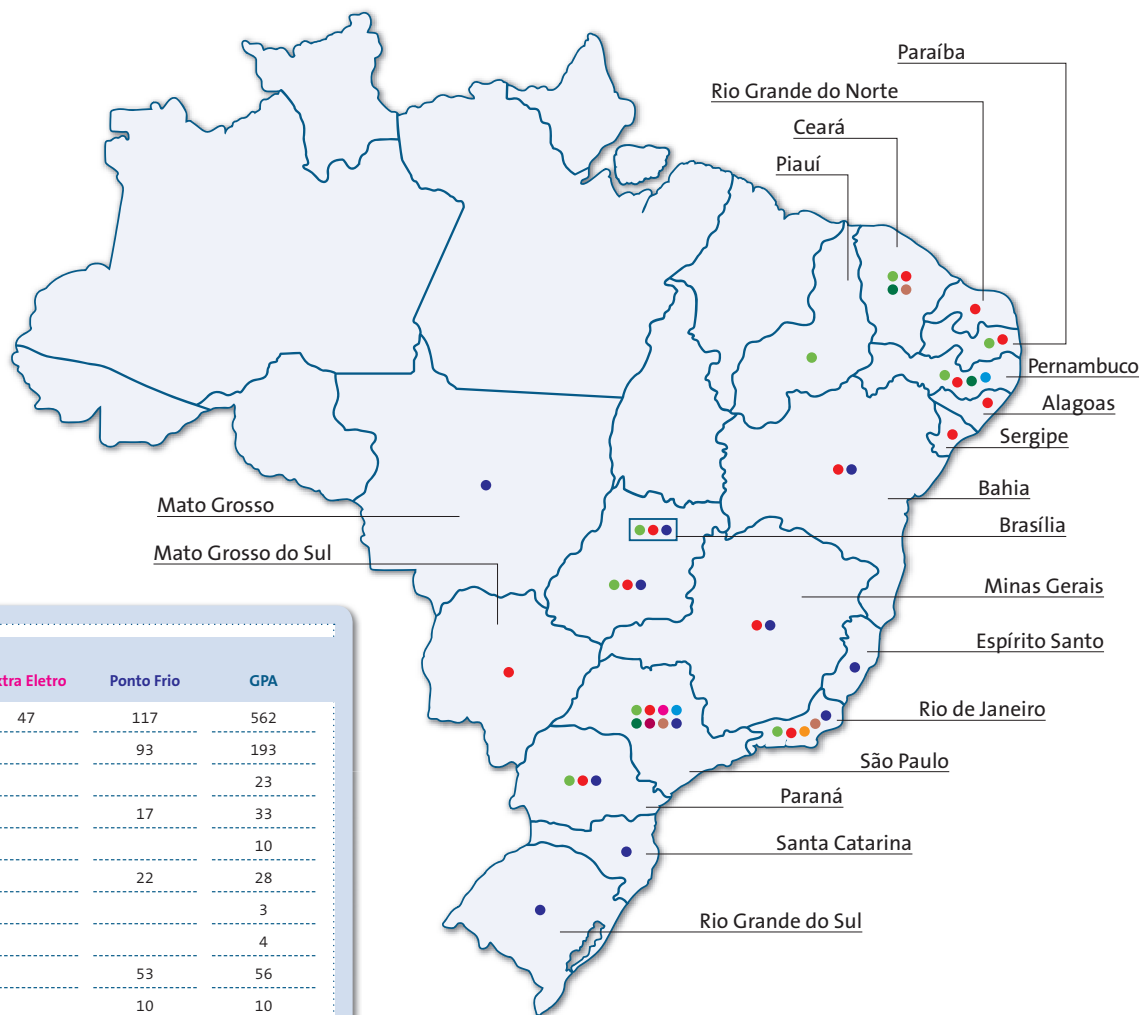 Paraíba
Rio Grande do Norte
Ceará
Piauí
Pernambuco
Alagoas
Sergipe
Bahia
Mato Grosso
Brasília
Mato Grosso do Sul
Minas Gerais
Espírito Santo
Rio de Janeiro
São Paulo
Paraná
Santa Catarina
Rio Grande do Sul
Eletro Ponto Frio GPA
47 117 562
93 193
23
17 33
10
22 28
3
4
53 56
10 10